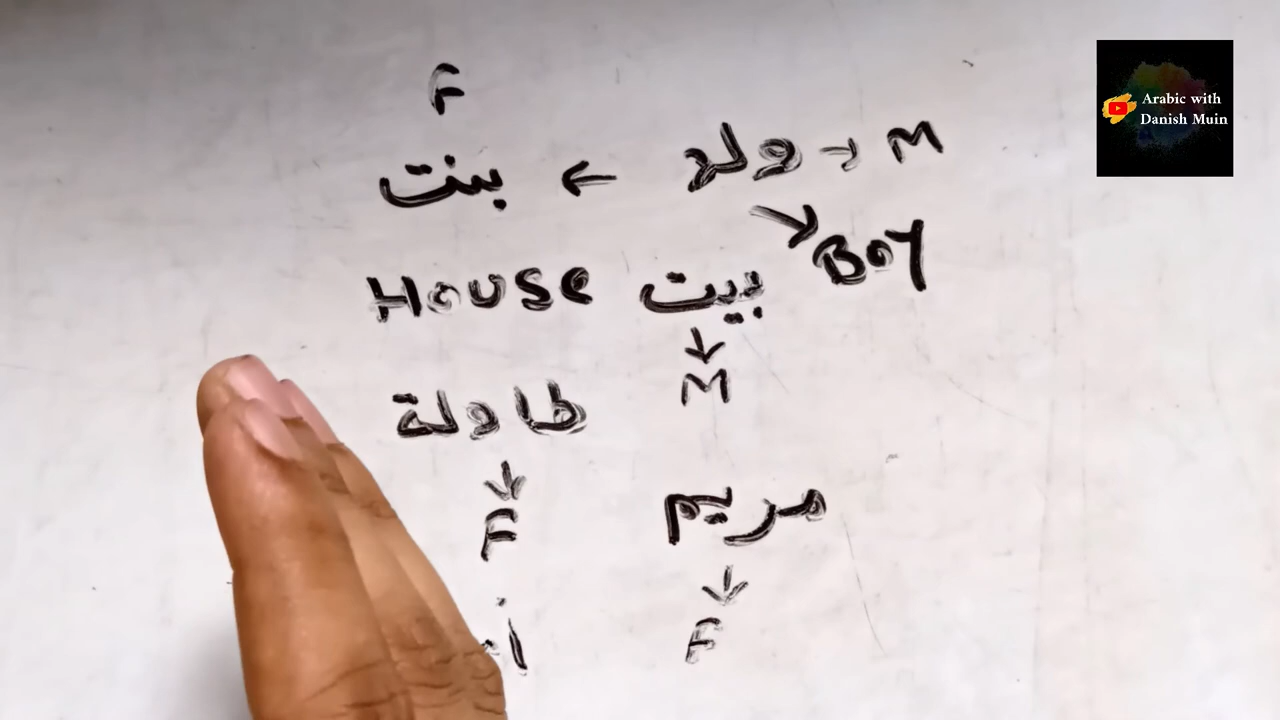 F
M → ولد ← بنت
↘ Boy
House بيت
↓
M
طاولة
↓
F
مريم
↓
F
Arabic with
Danish Muin